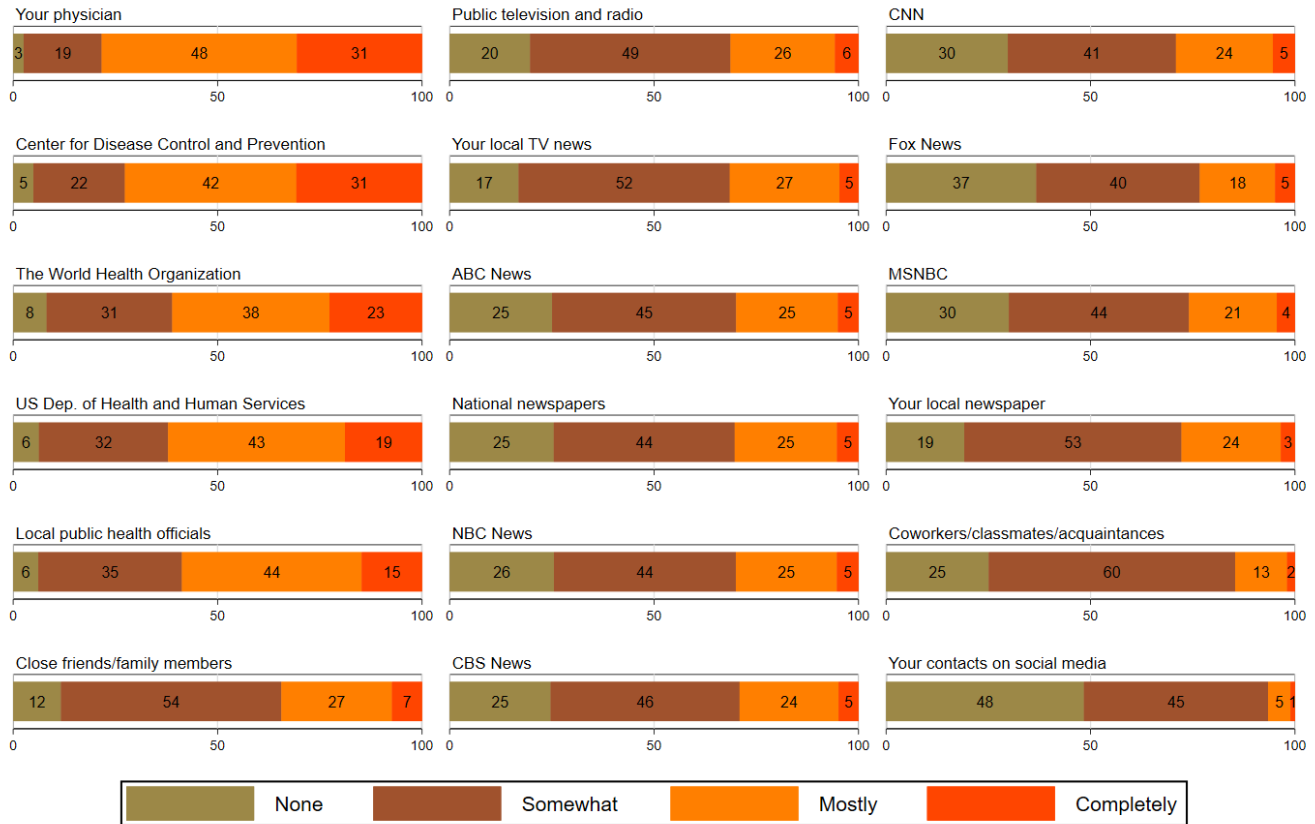 Your physician
3 19 48 31
0 50 100
Public television and radio
20 49 26 6
0 50 100
CNN
30 41 24 5
0 50 100
Center for Disease Control and Prevention
5 22 42 31
0 50 100
Your local TV news
17 52 27 5
0 50 100
Fox News
37 40 18 5
0 50 100
The World Health Organization
8 31 38 23
0 50 100
ABC News
25 45 25 5
0 50 100
MSNBC
30 44 21 4
0 50 100
US Dep. of Health and Human Services
6 32 43 19
0 50 100
National newspapers
25 44 25 5
0 50 100
Your local newspaper
19 53 24 3
0 50 100
Local public health officials
6 35 44 15
0 50 100
NBC News
26 44 25 5
0 50 100
Coworkers/classmates/acquaintances
25 60 13 2
0 50 100
Close friends/family members
12 54 27 7
0 50 100
CBS News
25 46 24 5
0 50 100
Your contacts on social media
48 45 5 1
0 50 100
None Somewhat Mostly Completely